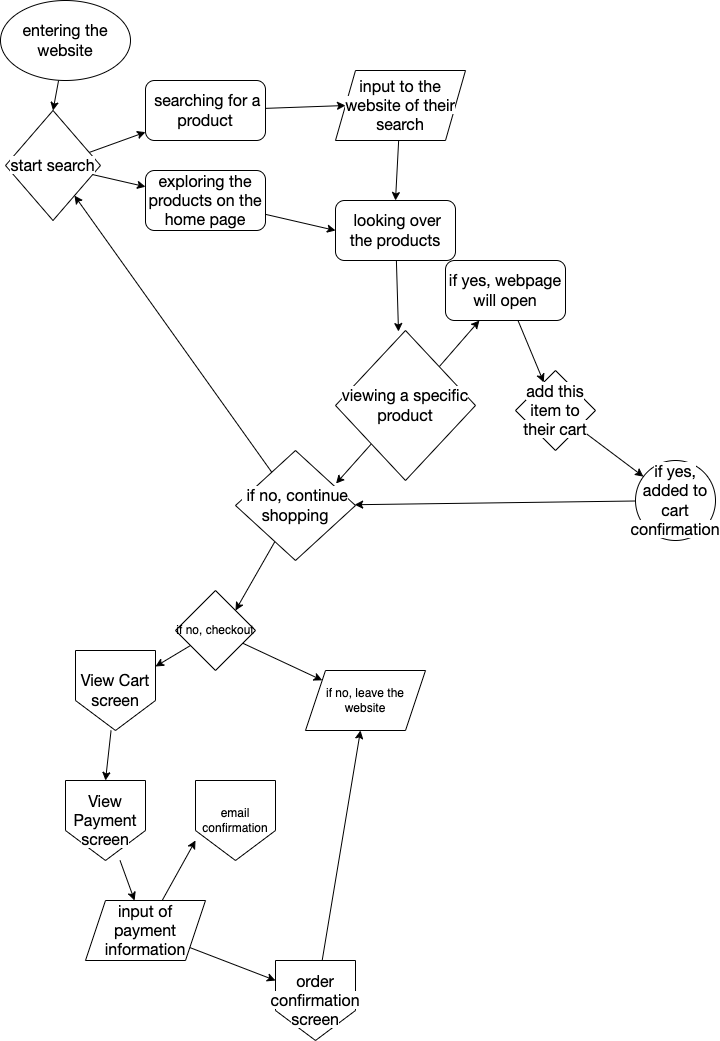 entering the
website
searching for a
product
input to the
website of their
search
start search
exploring the
products on the
home page
looking over
the products
if yes, webpage
will open
viewing a specific
product
add this
item to
their cart
if yes,
added to
cart
confirmation
if no, continue
shopping
if no, checkout
View Cart
screen
if no, leave the
website
View
Payment
screen
email
confirmation
input of
payment
information
order
confirmation
screen